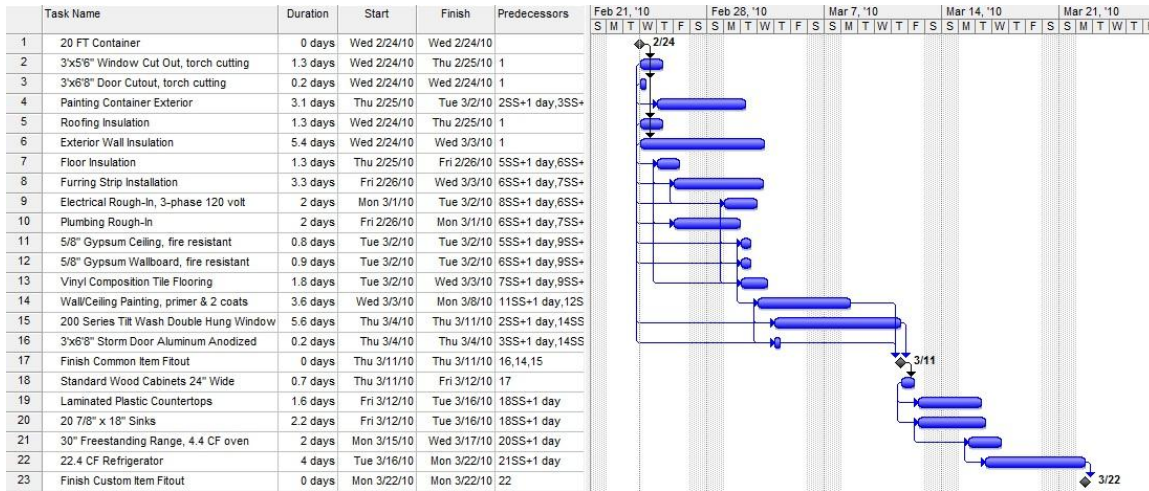 Task Name Duration Start Finish Predecessors Feb 21, '10 Feb 28, '10 Mar 7, '10 Mar 14, '10 Mar 21, '10
S M T W T F S S M T W T F S S M T W T F S S M T W T F S S M T W T
1 20 FT Container 0 days Wed 2/24/10 Wed 2/24/10 2/24
2 3'x5'6" Window Cut Out, torch cutting 1.3 days Wed 2/24/10 Thu 2/25/10 1
3 3'x6'8" Door Cutout, torch cutting 0.2 days Wed 2/24/10 Wed 2/24/10 1
4 Painting Container Exterior 3.1 days Thu 2/25/10 Tue 3/2/10 2SS+1 day,3SS+
5 Roofing Insulation 1.3 days Wed 2/24/10 Thu 2/25/10 1
6 Exterior Wall Insulation 5.4 days Wed 2/24/10 Wed 3/3/10 1
7 Floor Insulation 1.3 days Thu 2/25/10 Fri 2/26/10 5SS+1 day,6SS+
8 Furring Strip Installation 3.3 days Fri 2/26/10 Wed 3/3/10 6SS+1 day,7SS+
9 Electrical Rough-In, 3-phase 120 volt 2 days Mon 3/1/10 Tue 3/2/10 8SS+1 day,6SS+
10 Plumbing Rough-In 2 days Fri 2/26/10 Mon 3/1/10 6SS+1 day,7SS+
11 5/8" Gypsum Ceiling, fire resistant 0.8 days Tue 3/2/10 Tue 3/2/10 5SS+1 day,9SS+
12 5/8" Gypsum Wallboard, fire resistant 0.9 days Tue 3/2/10 Tue 3/2/10 6SS+1 day,9SS+
13 Vinyl Composition Tile Flooring 1.8 days Tue 3/2/10 Wed 3/3/10 7SS+1 day,9SS+
14 Wall/Ceiling Painting, primer & 2 coats 3.6 days Wed 3/3/10 Mon 3/8/10 11SS+1 day,12S
15 200 Series Tilt Wash Double Hung Window 5.6 days Thu 3/4/10 Thu 3/11/10 2SS+1 day,14SS
16 3'x6'8" Storm Door Aluminum Anodized 0.2 days Thu 3/4/10 Thu 3/4/10 3SS+1 day,14SS
17 Finish Common Item Fitout 0 days Thu 3/11/10 Thu 3/11/10 16,14,15 3/11
18 Standard Wood Cabinets 24" Wide 0.7 days Thu 3/11/10 Fri 3/12/10 17
19 Laminated Plastic Countertops 1.6 days Fri 3/12/10 Tue 3/16/10 18SS+1 day
20 20 7/8" x 18" Sinks 2.2 days Fri 3/12/10 Tue 3/16/10 18SS+1 day
21 30" Freestanding Range, 4.4 CF oven 2 days Mon 3/15/10 Wed 3/17/10 20SS+1 day
22 22.4 CF Refrigerator 4 days Tue 3/16/10 Mon 3/22/10 21SS+1 day
23 Finish Custom Item Fitout 0 days Mon 3/22/10 Mon 3/22/10 22 3/22